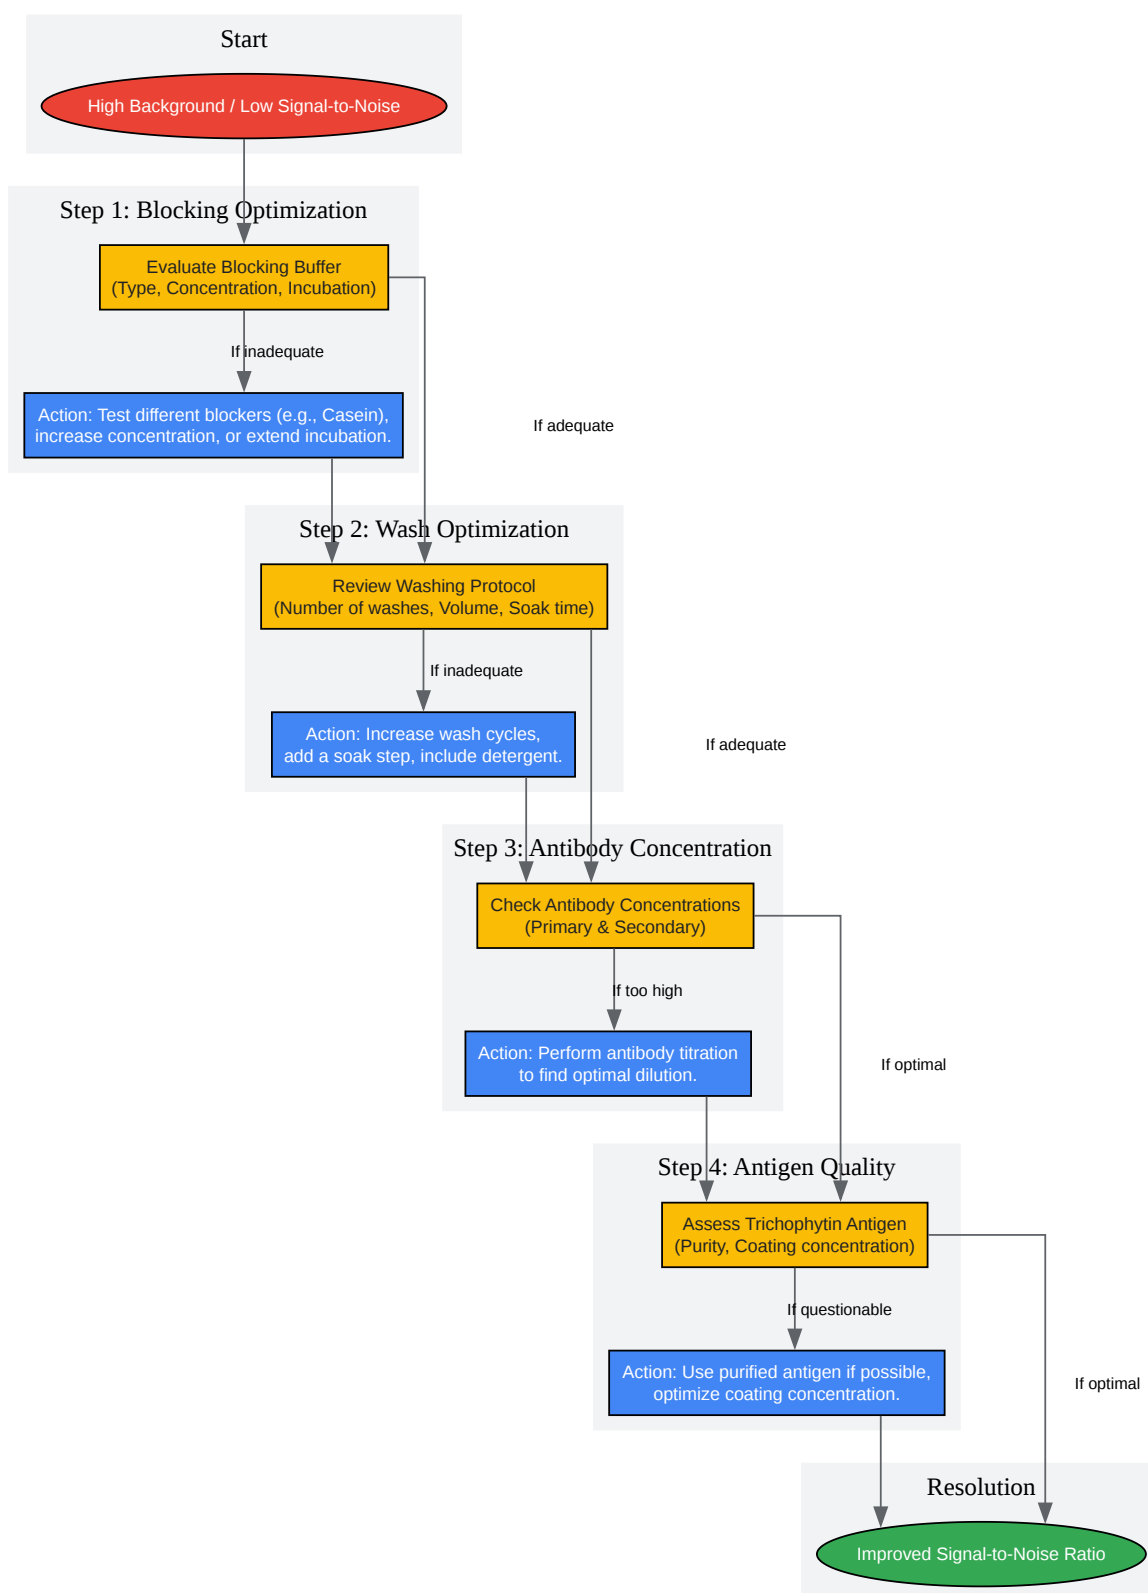 Start
High Background / Low Signal-to-Noise
Step 1: Blocking Optimization
Evaluate Blocking Buffer
(Type, Concentration, Incubation)
If inadequate
Action: Test different blockers (e.g., Casein),
increase concentration, or extend incubation.
If adequate
Step 2: Wash Optimization
Review Washing Protocol
(Number of washes, Volume, Soak time)
If inadequate
Action: Increase wash cycles,
add a soak step, include detergent.
If adequate
Step 3: Antibody Concentration
Check Antibody Concentrations
(Primary & Secondary)
If too high
Action: Perform antibody titration
to find optimal dilution.
If optimal
Step 4: Antigen Quality
Assess Trichophytin Antigen
(Purity, Coating concentration)
If questionable
Action: Use purified antigen if possible,
optimize coating concentration.
If optimal
Resolution
Improved Signal-to-Noise Ratio